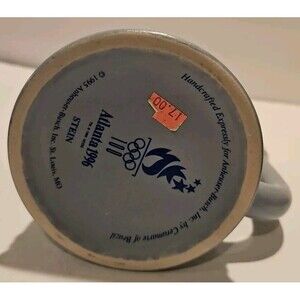 Handcrafted Expressly for Anheuser-Busch, Inc. by Ceramarte of Brazil
© 1995 Anheuser-Busch, Inc. St. Louis, MO
17.00
100
Atlanta 1996
STEIN